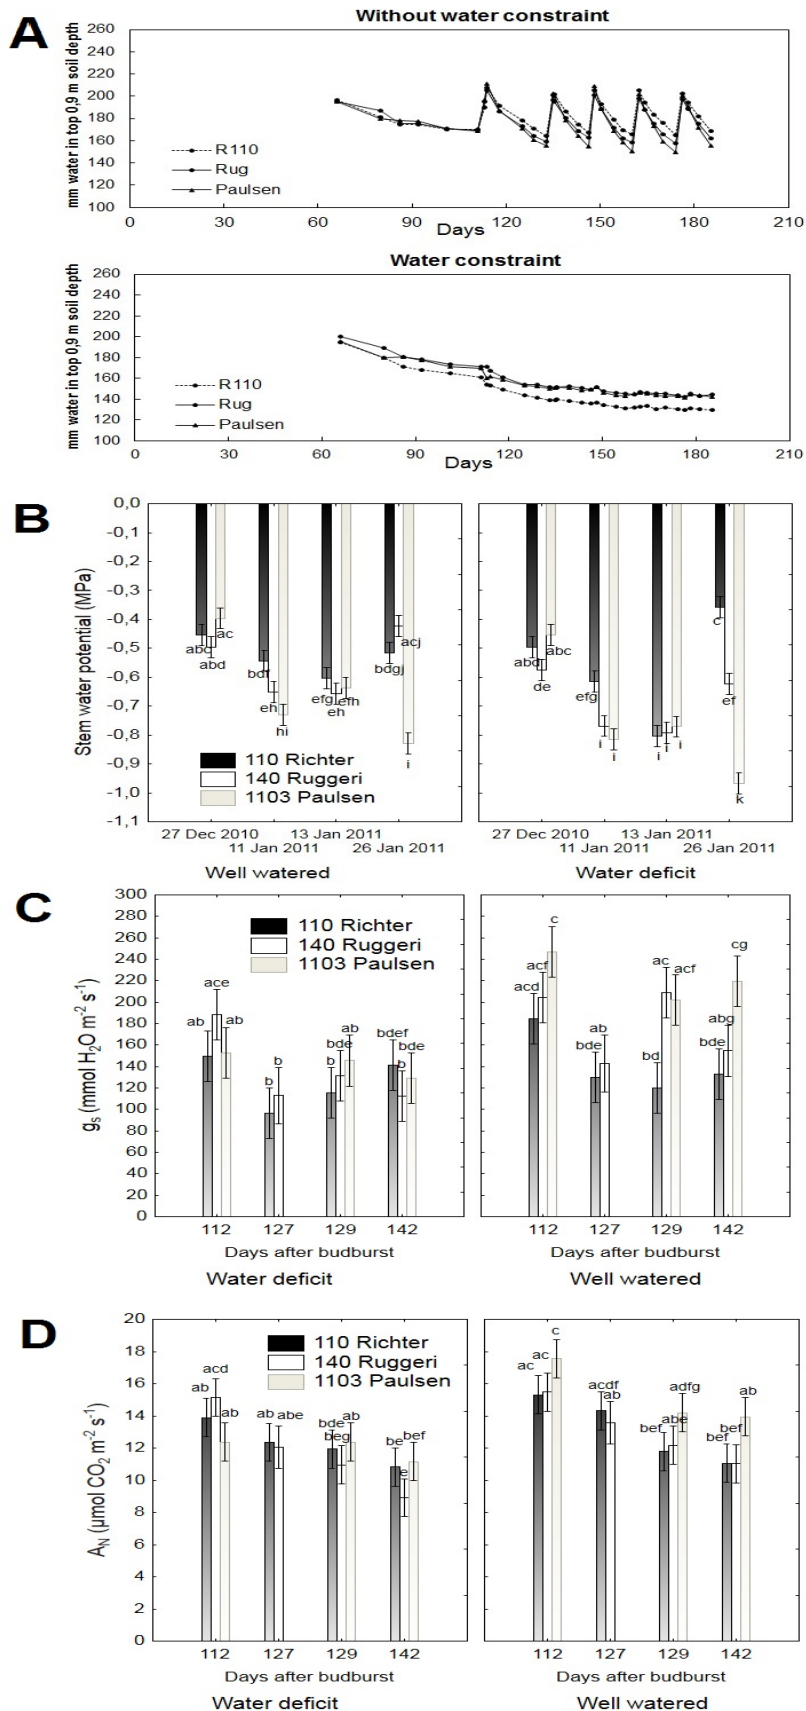 A
Without water constraint
mm water in top 0,9 m soil depth
260
240
220
200
180
160
140
120
100
R110
Rug
Paulsen
0 30 60 90 120 150 180 210
Days
Water constraint
mm water in top 0,9 m soil depth
260
240
220
200
180
160
140
120
100
R110
Rug
Paulsen
0 30 60 90 120 150 180 210
Days
B
Stem water potential (MPa)
0,0
-0,1
-0,2
-0,3
-0,4
-0,5
-0,6
-0,7
-0,8
-0,9
-1,0
-1,1
abc abd ac
bdf eh hi
efg eh efh
bdgj acj i
110 Richter
140 Ruggeri
1103 Paulsen
27 Dec 2010 13 Jan 2011
11 Jan 2011 26 Jan 2011
Well watered
abd de abc
efg i i
i i i
c ef k
27 Dec 2010 13 Jan 2011
11 Jan 2011 26 Jan 2011
Water deficit
C
gs (mmol H2O m-2 s-1)
300
280
260
240
220
200
180
160
140
120
100
80
60
40
20
0
110 Richter
140 Ruggeri
1103 Paulsen
ab ace ab
b b
b bde ab
bdef b bde
112 127 129 142
Days after budburst
Water deficit
acd acf c
bde ab
bd ac acf
bde abg cg
112 127 129 142
Days after budburst
Well watered
D
AN (µmol CO2 m-2 s-1)
20
18
16
14
12
10
8
6
4
2
0
110 Richter
140 Ruggeri
1103 Paulsen
ab acd ab
ab abe
bde beg ab
be e bef
112 127 129 142
Days after budburst
Water deficit
ac ac c
acdf ab
bef abe adfg
bef bef ab
112 127 129 142
Days after budburst
Well watered